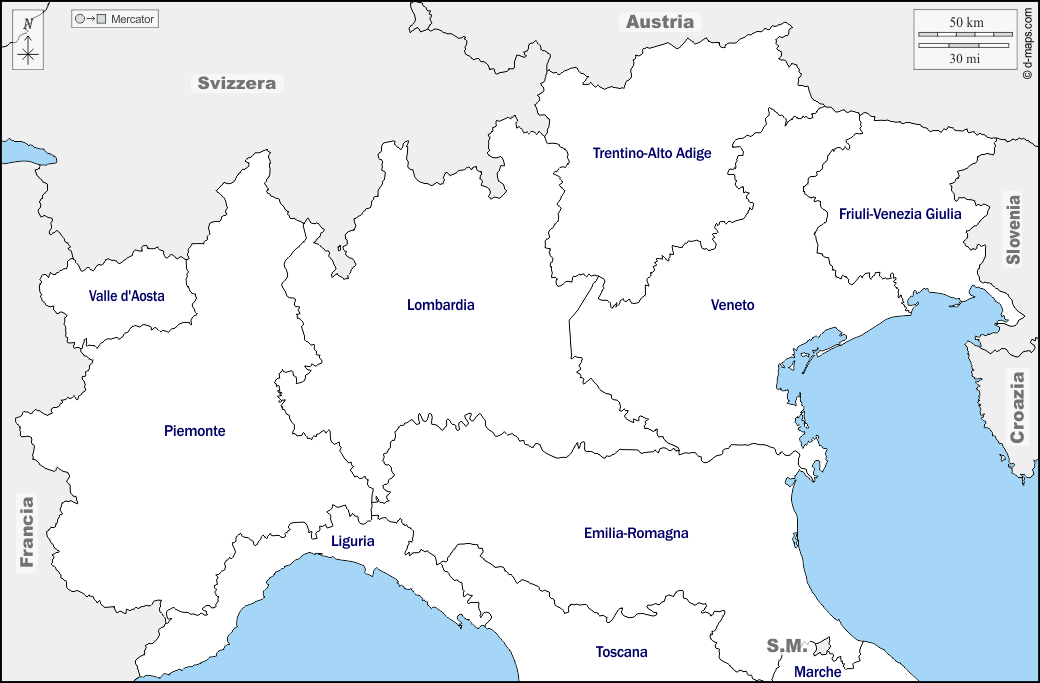 N
Mercator
Austria
50 km
30 mi
© d-maps.com
Svizzera
Trentino-Alto Adige
Friuli-Venezia Giulia
Slovenia
Valle d'Aosta
Lombardia
Veneto
Croazia
Piemonte
Francia
Liguria
Emilia-Romagna
Toscana
S.M.
Marche